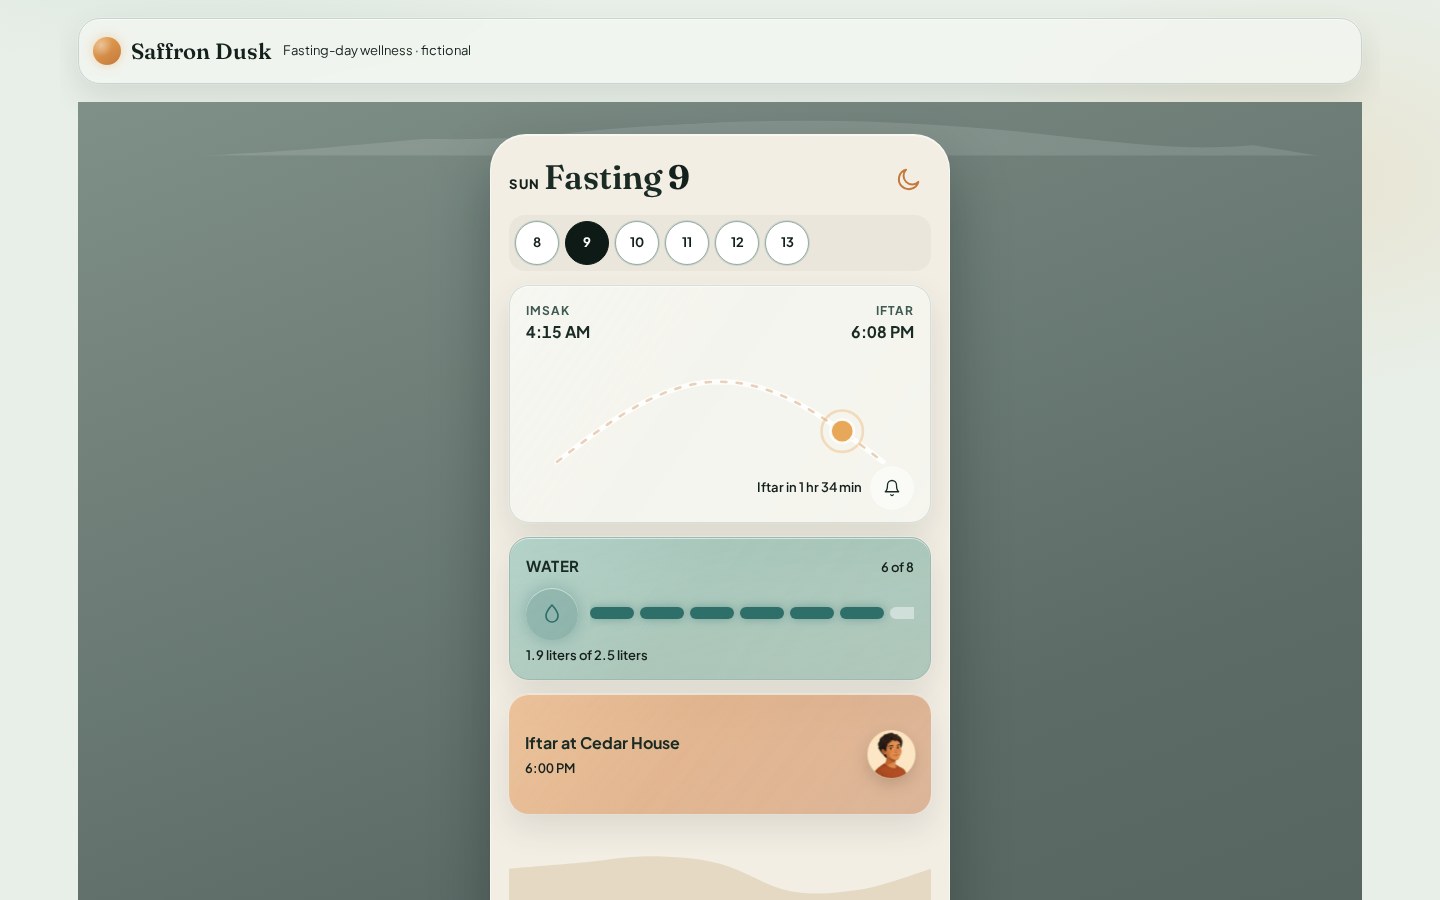 Saffron Dusk Fasting-day wellness · fictional
SUN Fasting 9
8 9 10 11 12 13
IMSAK IFTAR
4:15 AM 6:08 PM
Iftar in 1 hr 34 min
WATER 6 of 8
1.9 liters of 2.5 liters
Iftar at Cedar House
6:00 PM